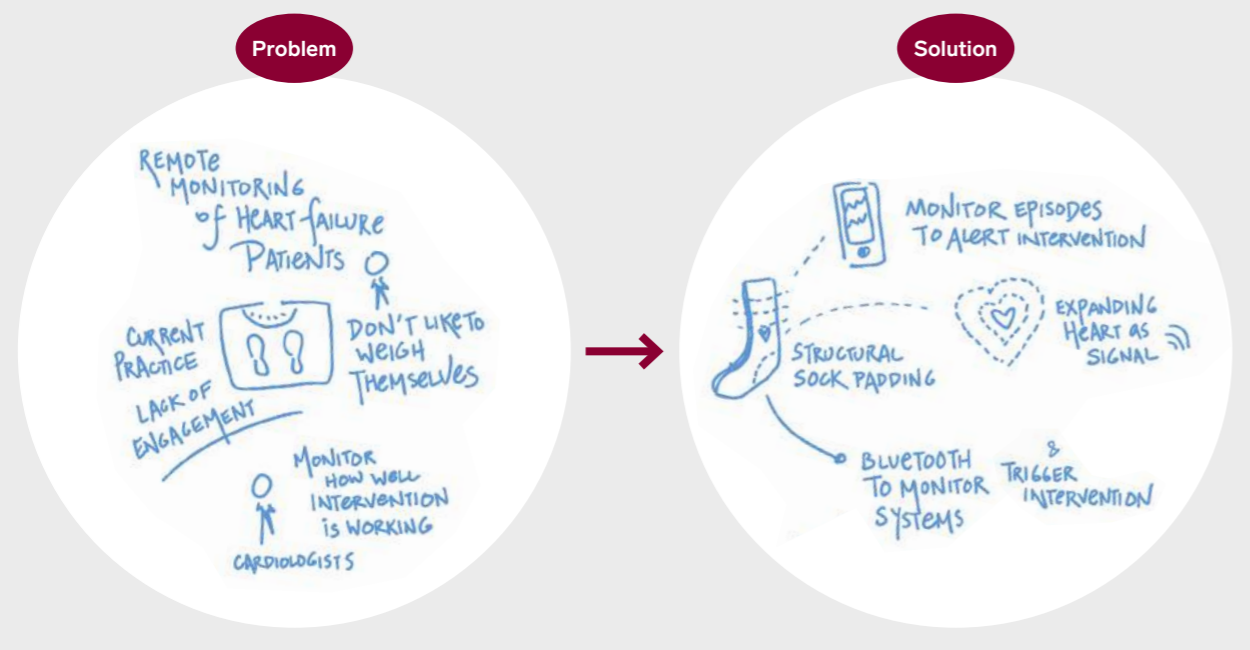 Problem
REMOTE
MONITORING
of HEART-fAILURE
PATIENTS
CURRENT
PRACTICE
LACK OF
ENGAGEMENT
DON'T LIKE TO
WEIGH
THEMSELVES
MONITOR
HOW WELL
INTERVENTION
iS WORKING
CARDIOLOGISTS
Solution
MONITOR EPISODES
TO ALERT INTERVENTION
EXPANDING
HEART AS
SIGNAL
STRUCTURAL
SOCK PADDING
BLUETOOTH
TO MONITOR
SYSTEMS
&
TRIGGER
INTERVENTION